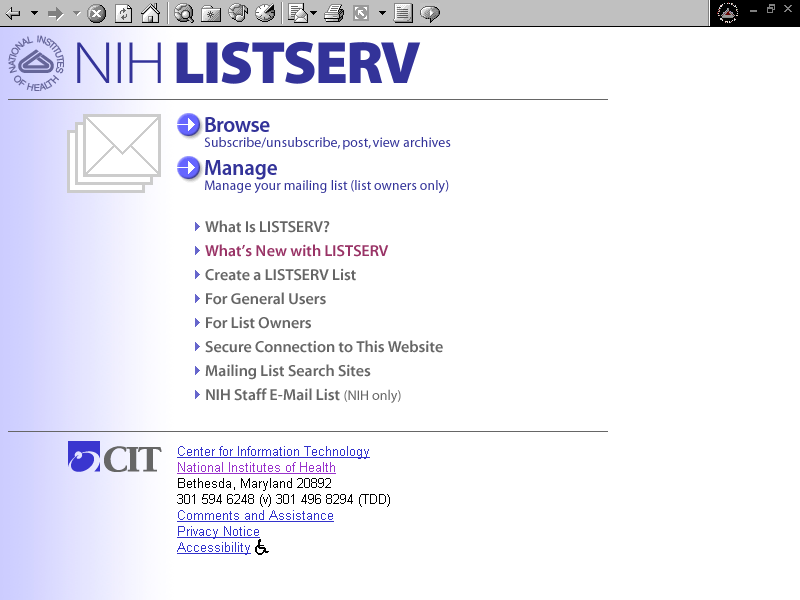 NATIONAL INSTITUTES OF HEALTH
NIH LISTSERV
Browse
Subscribe/unsubscribe, post, view archives
Manage
Manage your mailing list (list owners only)
What Is LISTSERV?
What's New with LISTSERV
Create a LISTSERV List
For General Users
For List Owners
Secure Connection to This Website
Mailing List Search Sites
NIH Staff E-Mail List (NIH only)
CIT
Center for Information Technology
National Institutes of Health
Bethesda, Maryland 20892
301 594 6248 (v) 301 496 8294 (TDD)
Comments and Assistance
Privacy Notice
Accessibility